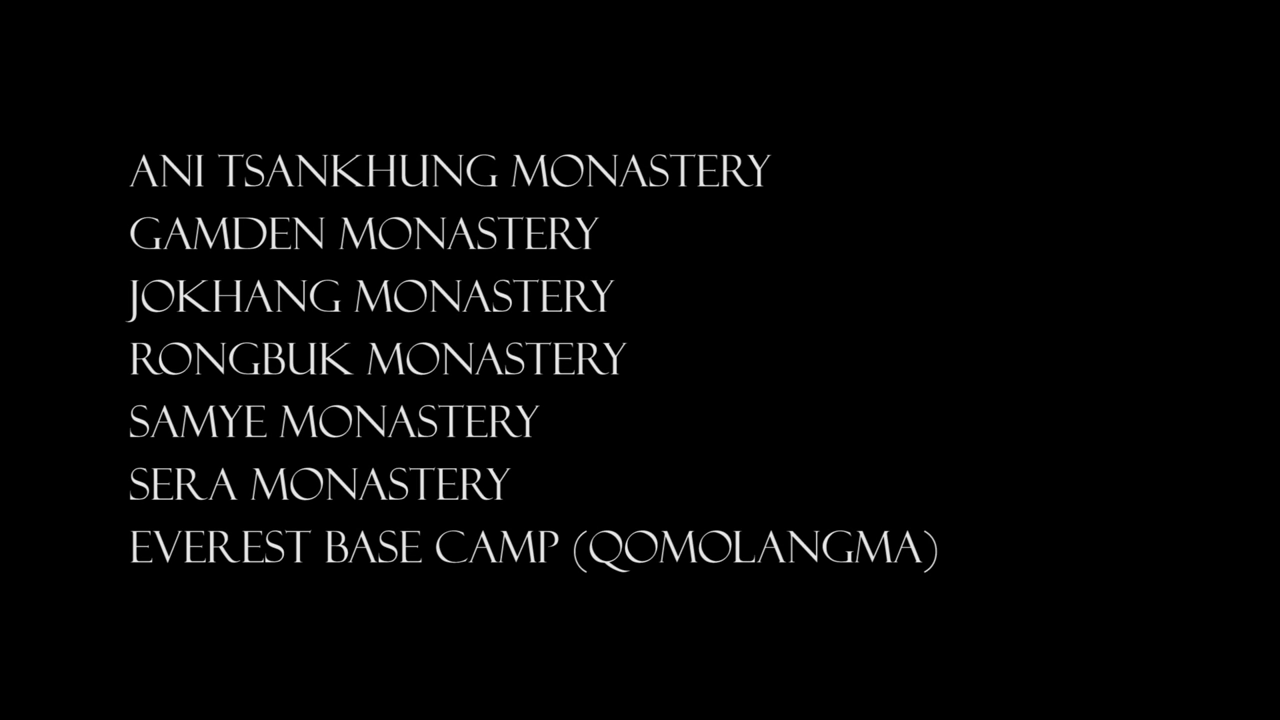 ANI TSANKHUNG MONASTERY
GAMDEN MONASTERY
JOKHANG MONASTERY
RONGBUK MONASTERY
SAMYE MONASTERY
SERA MONASTERY
EVEREST BASE CAMP (QOMOLANGMA)